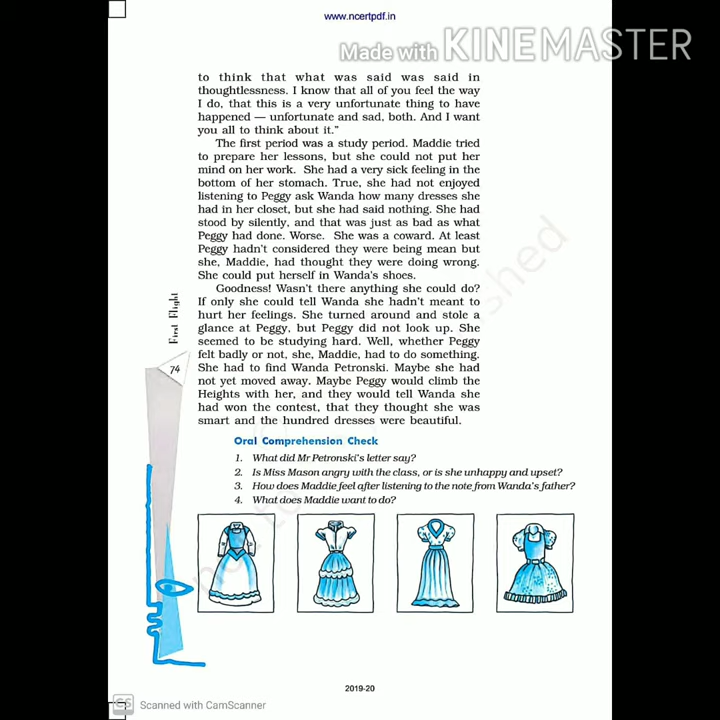 www.ncertpdf.in
Made with KINEMASTER
to think that what was said was said in
thoughtlessness. I know that all of you feel the way
I do, that this is a very unfortunate thing to have
happened — unfortunate and sad, both. And I want
you all to think about it."
The first period was a study period. Maddie tried
to prepare her lessons, but she could not put her
mind on her work. She had a very sick feeling in the
bottom of her stomach. True, she had not enjoyed
listening to Peggy ask Wanda how many dresses she
had in her closet, but she had said nothing. She had
stood by silently, and that was just as bad as what
Peggy had done. Worse. She was a coward. At least
Peggy hadn't considered they were being mean but
she, Maddie, had thought they were doing wrong.
She could put herself in Wanda's shoes.
Goodness! Wasn't there anything she could do?
If only she could tell Wanda she hadn't meant to
hurt her feelings. She turned around and stole a
glance at Peggy, but Peggy did not look up. She
seemed to be studying hard. Well, whether Peggy
felt badly or not, she, Maddie, had to do something.
She had to find Wanda Petronski. Maybe she had
not yet moved away. Maybe Peggy would climb the
Heights with her, and they would tell Wanda she
had won the contest, that they thought she was
smart and the hundred dresses were beautiful.
First Flight
74
Oral Comprehension Check
1. What did Mr Petronski's letter say?
2. Is Miss Mason angry with the class, or is she unhappy and upset?
3. How does Maddie feel after listening to the note from Wanda's father?
4. What does Maddie want to do?
2019-20
CS Scanned with CamScanner